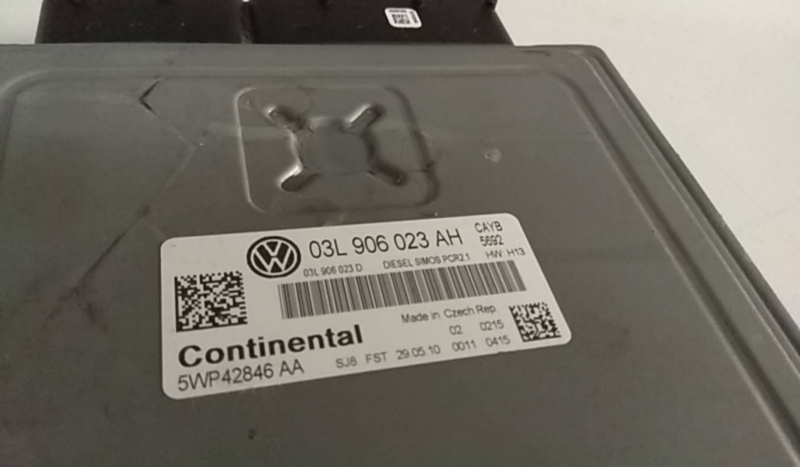 03L 906 023 AH CAYB
5692
03L 906 023 D DIESEL SIMOS PCR2.1 HW: H13
Made in Czech Rep.
Continental 02 0215
5WP42846 AA SJ8 FST 29.05.10 0011 0415